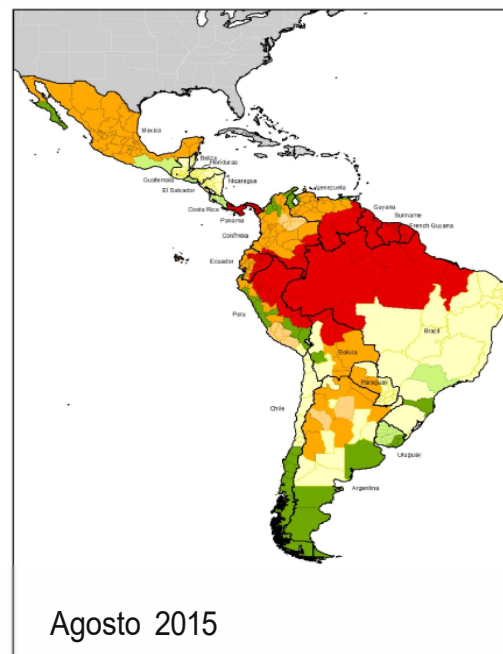 Mexico
Belize
Honduras
Guatemala
Nicaragua
El Salvador
Venezuela
Costa Rica
Guyana
Panama
Suriname
French Guyana
Colombia
Ecuador
Peru
Brazil
Bolivia
Paraguay
Chile
Uruguay
Argentina
Agosto 2015